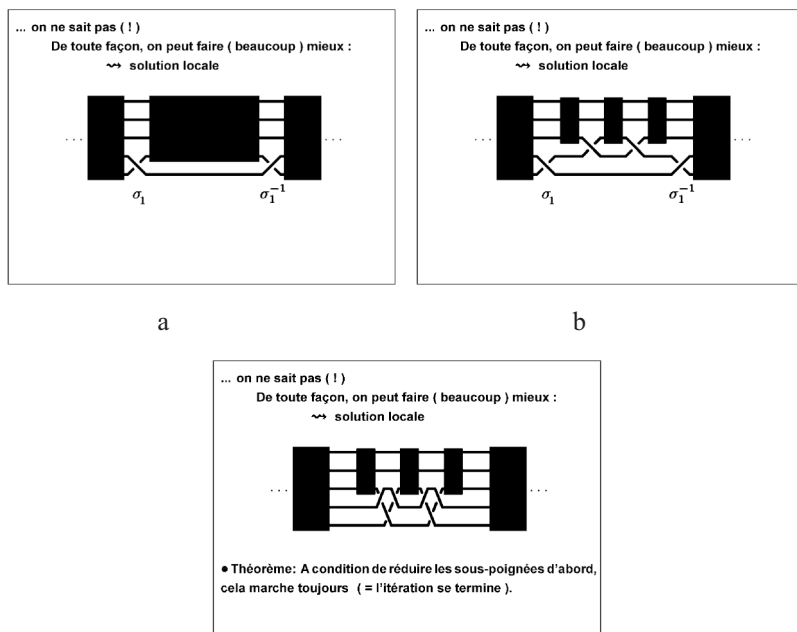 ... on ne sait pas ( ! )
De toute façon, on peut faire ( beaucoup ) mieux :
⇝ solution locale
. . .
. . .
σ₁
σ₁⁻¹
a
... on ne sait pas ( ! )
De toute façon, on peut faire ( beaucoup ) mieux :
⇝ solution locale
. . .
. . .
σ₁
σ₁⁻¹
b
... on ne sait pas ( ! )
De toute façon, on peut faire ( beaucoup ) mieux :
⇝ solution locale
. . .
. . .
● Théorème: A condition de réduire les sous-poignées d'abord,
cela marche toujours ( = l'itération se termine ).